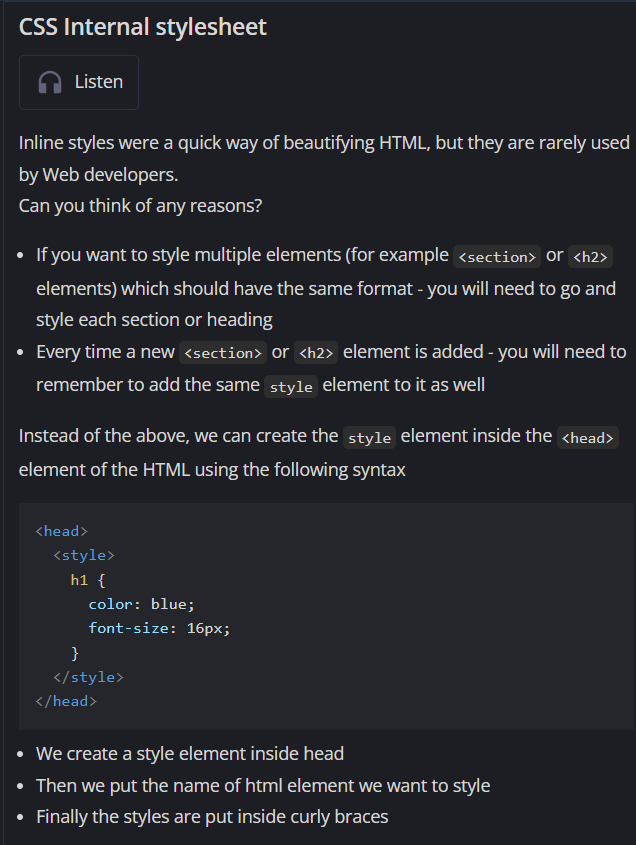 CSS Internal stylesheet
Listen
Inline styles were a quick way of beautifying HTML, but they are rarely used
by Web developers.
Can you think of any reasons?
• If you want to style multiple elements (for example <section> or <h2>
elements) which should have the same format - you will need to go and
style each section or heading
• Every time a new <section> or <h2> element is added - you will need to
remember to add the same style element to it as well
Instead of the above, we can create the style element inside the <head>
element of the HTML using the following syntax
<head>
  <style>
    h1 {
      color: blue;
      font-size: 16px;
    }
  </style>
</head>
• We create a style element inside head
• Then we put the name of html element we want to style
• Finally the styles are put inside curly braces